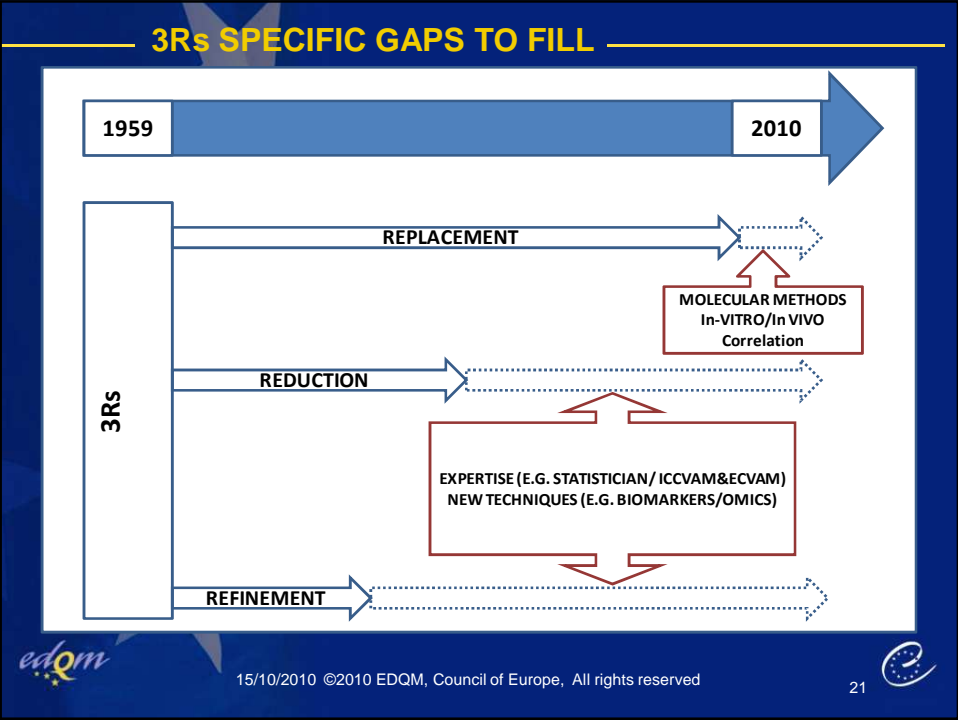 3Rs SPECIFIC GAPS TO FILL
1959
2010
REPLACEMENT
MOLECULAR METHODS
In-VITRO/In VIVO
Correlation
REDUCTION
3Rs
EXPERTISE (E.G. STATISTICIAN/ ICCVAM&ECVAM)
NEW TECHNIQUES (E.G. BIOMARKERS/OMICS)
REFINEMENT
edqm
15/10/2010 ©2010 EDQM, Council of Europe, All rights reserved
21